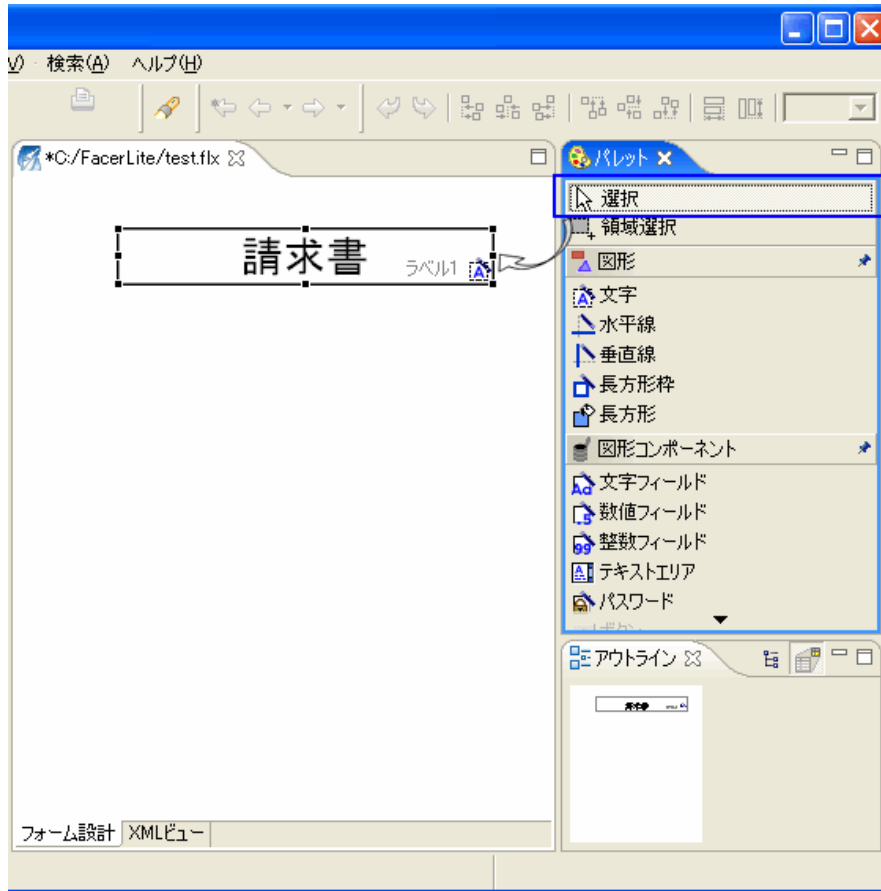 V) 検索(A) ヘルプ(H)
*C:/FacerLite/test.flx
請求書
ラベル1
パレット
選択
領域選択
図形
文字
水平線
垂直線
長方形枠
長方形
図形コンポーネント
文字フィールド
数値フィールド
整数フィールド
テキストエリア
パスワード
ボタン
アウトライン
フォーム設計 XMLビュー